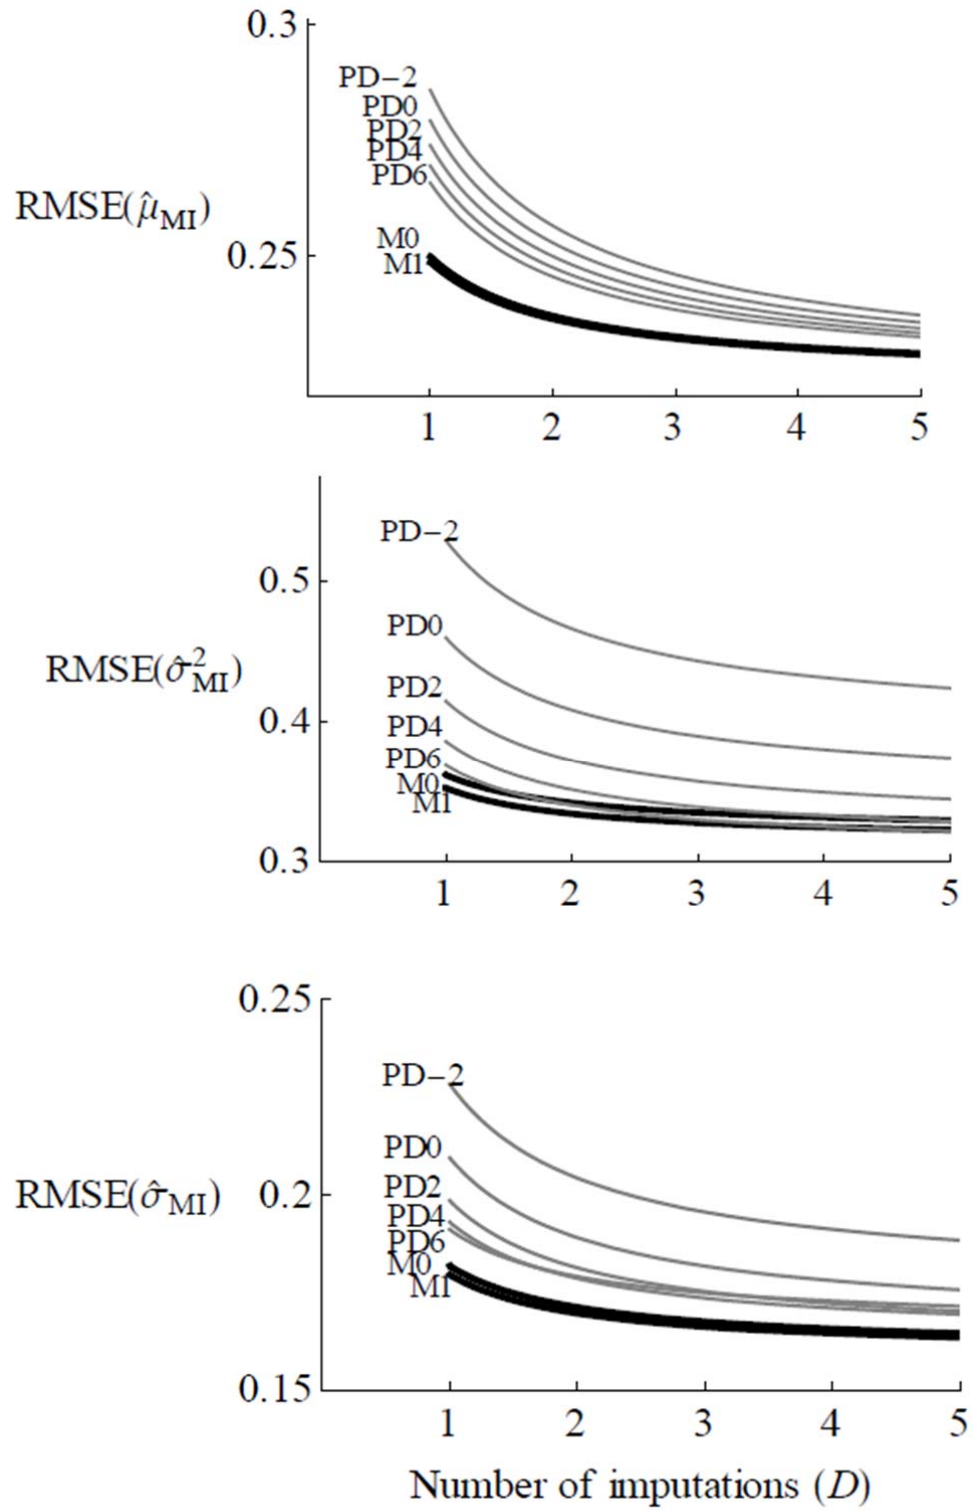 0.3
PD−2
PD0
PD2
PD4
PD6
RMSE(μ̂MI)
M0
0.25
M1
1 2 3 4 5
PD−2
0.5
PD0
RMSE(σ̂²MI)
PD2
0.4
PD4
PD6
M0
M1
0.3
1 2 3 4 5
0.25
PD−2
PD0
PD2
RMSE(σ̂MI) 0.2
PD4
PD6
M0
M1
0.15
1 2 3 4 5
Number of imputations (D)